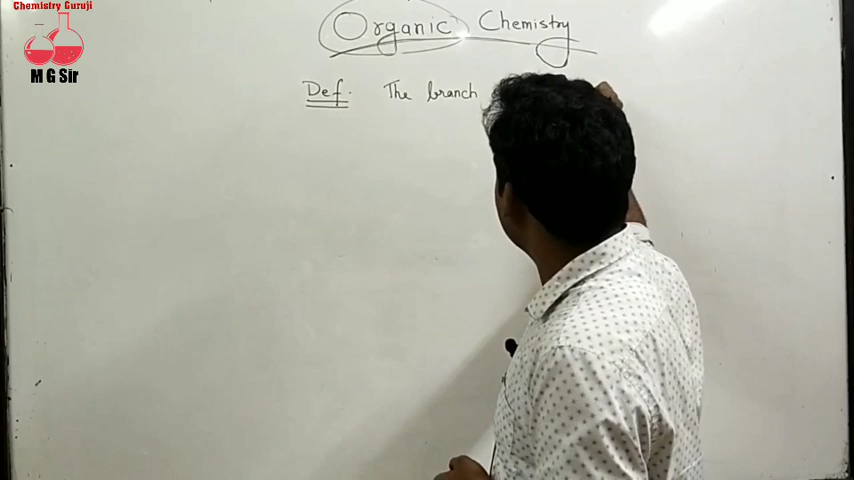 Chemistry Guruji
M G Sir
Organic Chemistry
Def. The branch